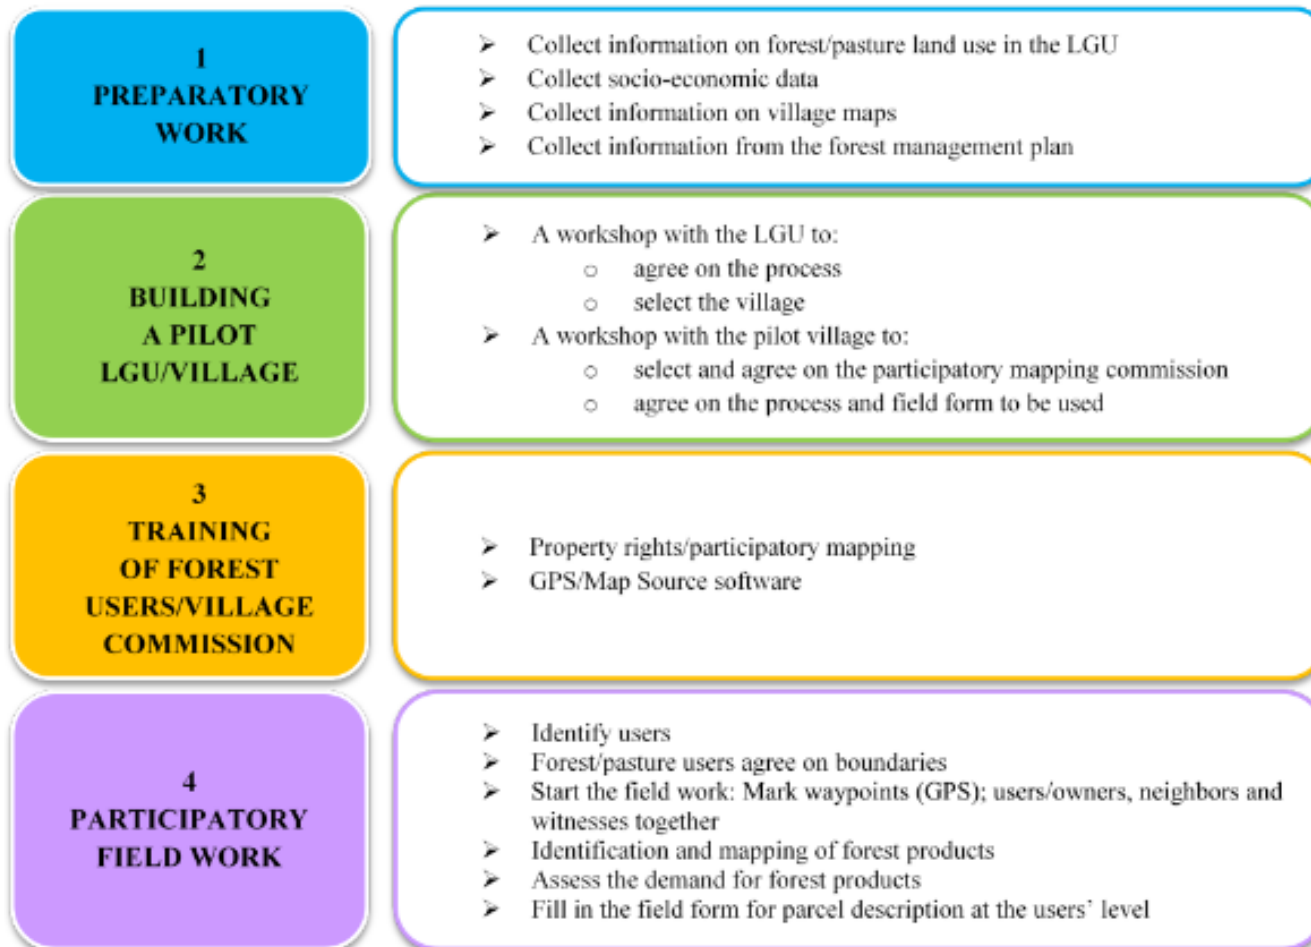 1
PREPARATORY
WORK
➢ Collect information on forest/pasture land use in the LGU
➢ Collect socio-economic data
➢ Collect information on village maps
➢ Collect information from the forest management plan
2
BUILDING
A PILOT
LGU/VILLAGE
➢ A workshop with the LGU to:
o agree on the process
o select the village
➢ A workshop with the pilot village to:
o select and agree on the participatory mapping commission
o agree on the process and field form to be used
3
TRAINING
OF FOREST
USERS/VILLAGE
COMMISSION
➢ Property rights/participatory mapping
➢ GPS/Map Source software
4
PARTICIPATORY
FIELD WORK
➢ Identify users
➢ Forest/pasture users agree on boundaries
➢ Start the field work: Mark waypoints (GPS); users/owners, neighbors and
witnesses together
➢ Identification and mapping of forest products
➢ Assess the demand for forest products
➢ Fill in the field form for parcel description at the users’ level